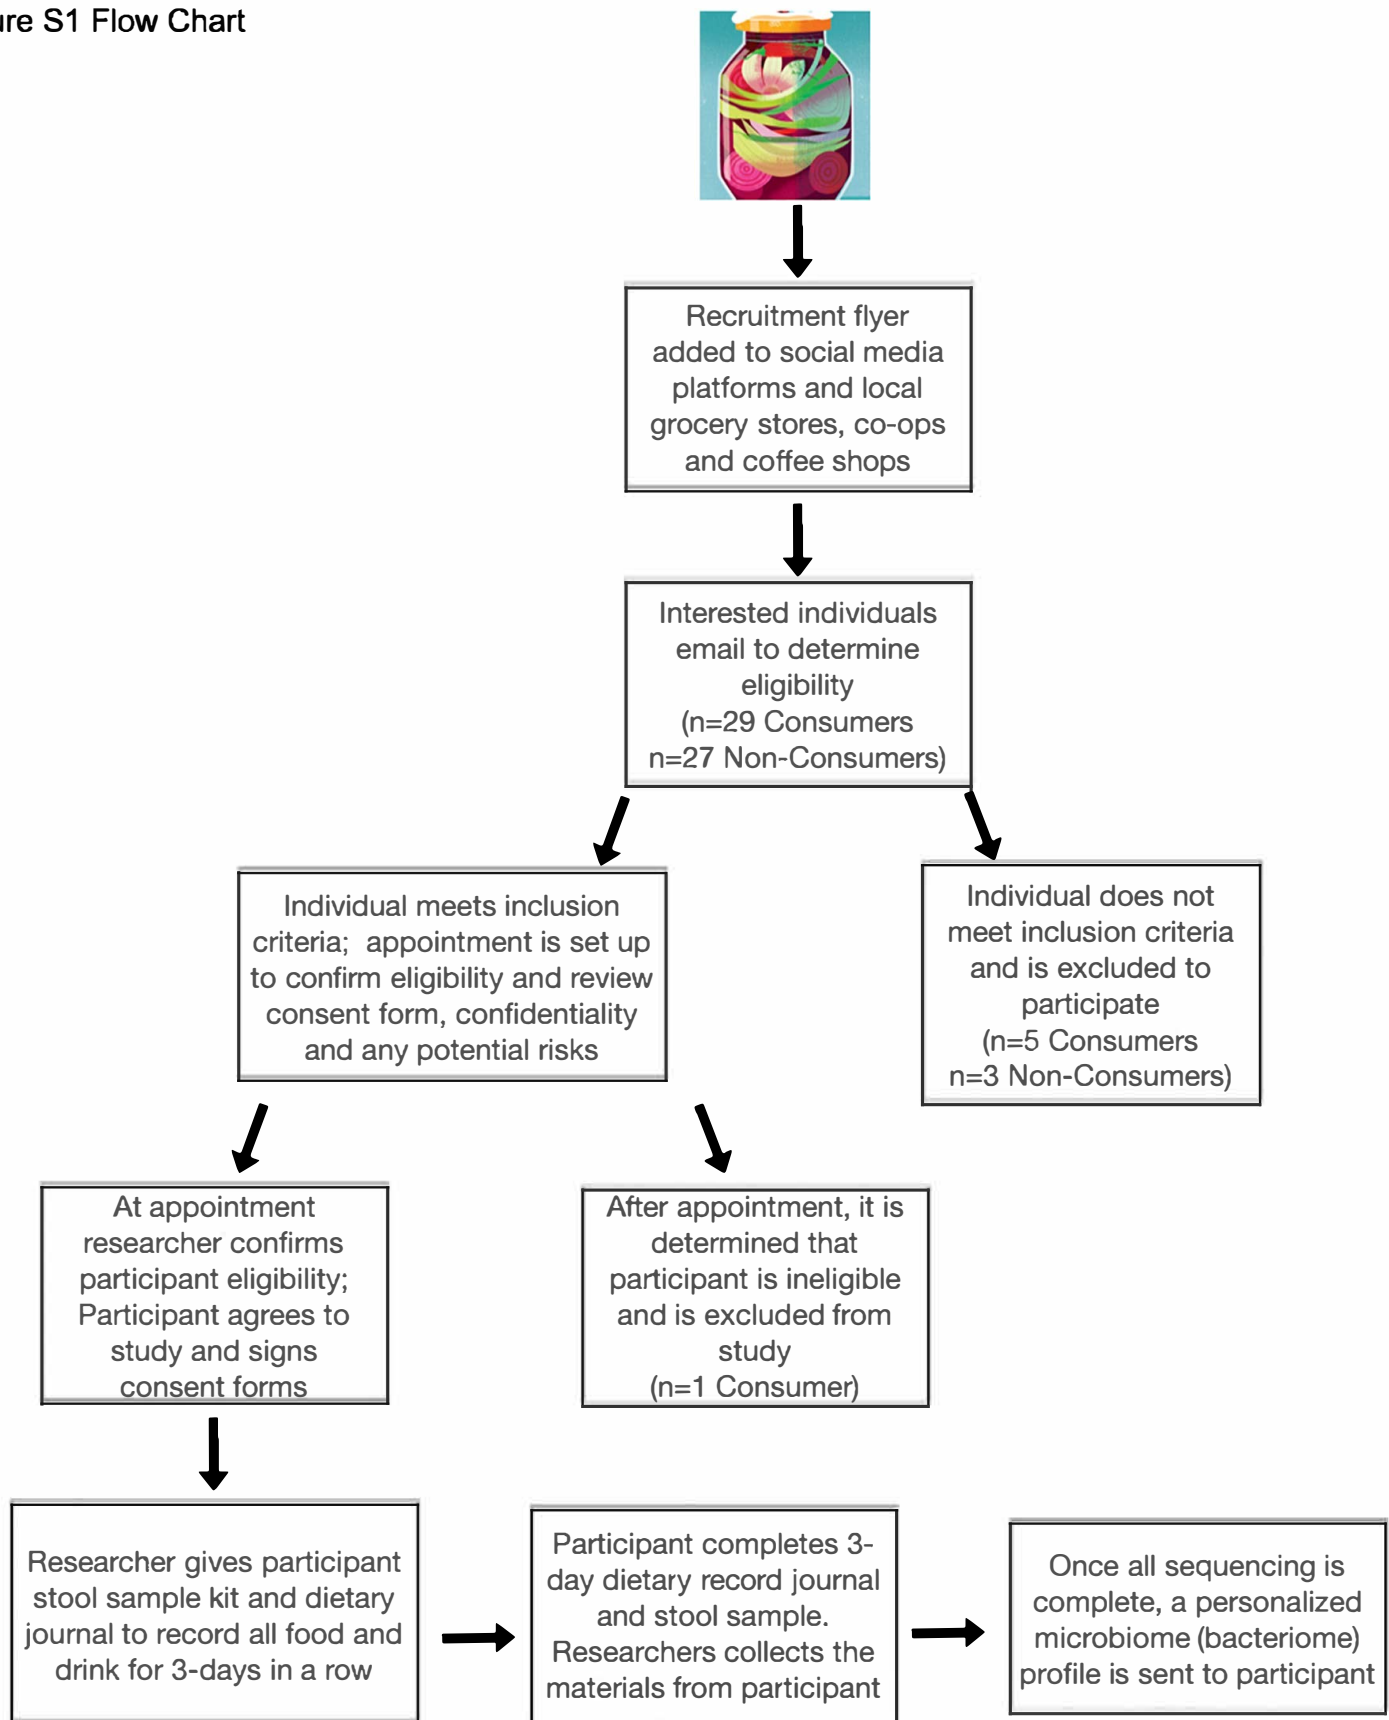 ure S1 Flow Chart
Recruitment flyer
added to social media
platforms and local
grocery stores, co-ops
and coffee shops
Interested individuals
email to determine
eligibility
(n=29 Consumers
n=27 Non-Consumers)
Individual meets inclusion
criteria;  appointment is set up
to confirm eligibility and review
consent form, confidentiality
and any potential risks
Individual does not
meet inclusion criteria
and is excluded to
participate
(n=5 Consumers
n=3 Non-Consumers)
At appointment
researcher confirms
participant eligibility;
Participant agrees to
study and signs
consent forms
After appointment, it is
determined that
participant is ineligible
and is excluded from
study
(n=1 Consumer)
Researcher gives participant
stool sample kit and dietary
journal to record all food and
drink for 3-days in a row
Participant completes 3-
day dietary record journal
and stool sample.
Researchers collects the
materials from participant
Once all sequencing is
complete, a personalized
microbiome (bacteriome)
profile is sent to participant